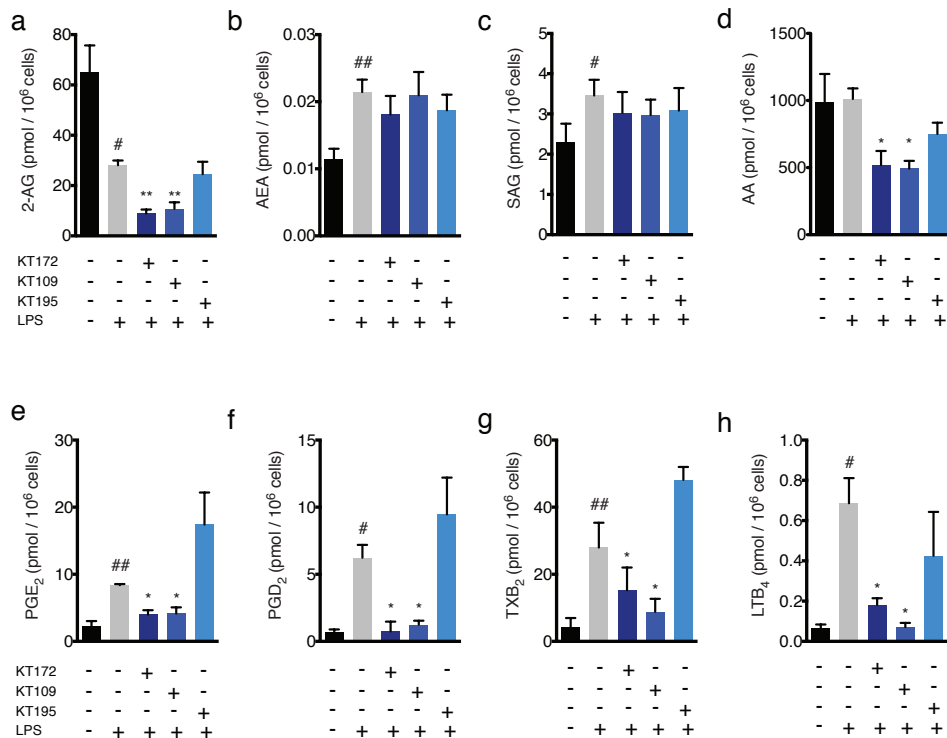 a
2-AG (pmol / 10⁶ cells)
80
60
40
20
0
#
**
**
KT172 - - + - -
KT109 - - - + -
KT195 - - - - +
LPS - + + + +
b
AEA (pmol / 10⁶ cells)
0.03
0.02
0.01
0.00
##
- - + - -
- - - + -
- - - - +
- + + + +
c
SAG (pmol / 10⁶ cells)
5
4
3
2
1
0
#
- - + - -
- - - + -
- - - - +
- + + + +
d
AA (pmol / 10⁶ cells )
1500
1000
500
0
*
*
- - + - -
- - - + -
- - - - +
- + + + +
e
PGE₂ (pmol / 10⁶ cells)
30
20
10
0
##
*
*
KT172 - - + - -
KT109 - - - + -
KT195 - - - - +
LPS - + + + +
f
PGD₂ (pmol / 10⁶ cells)
15
10
5
0
#
*
*
- - + - -
- - - + -
- - - - +
- + + + +
g
TXB₂ (pmol / 10⁶ cells)
60
40
20
0
##
*
*
- - + - -
- - - + -
- - - - +
- + + + +
h
LTB₄ (pmol / 10⁶ cells)
1.0
0.8
0.6
0.4
0.2
0.0
#
*
*
- - + - -
- - - + -
- - - - +
- + + + +